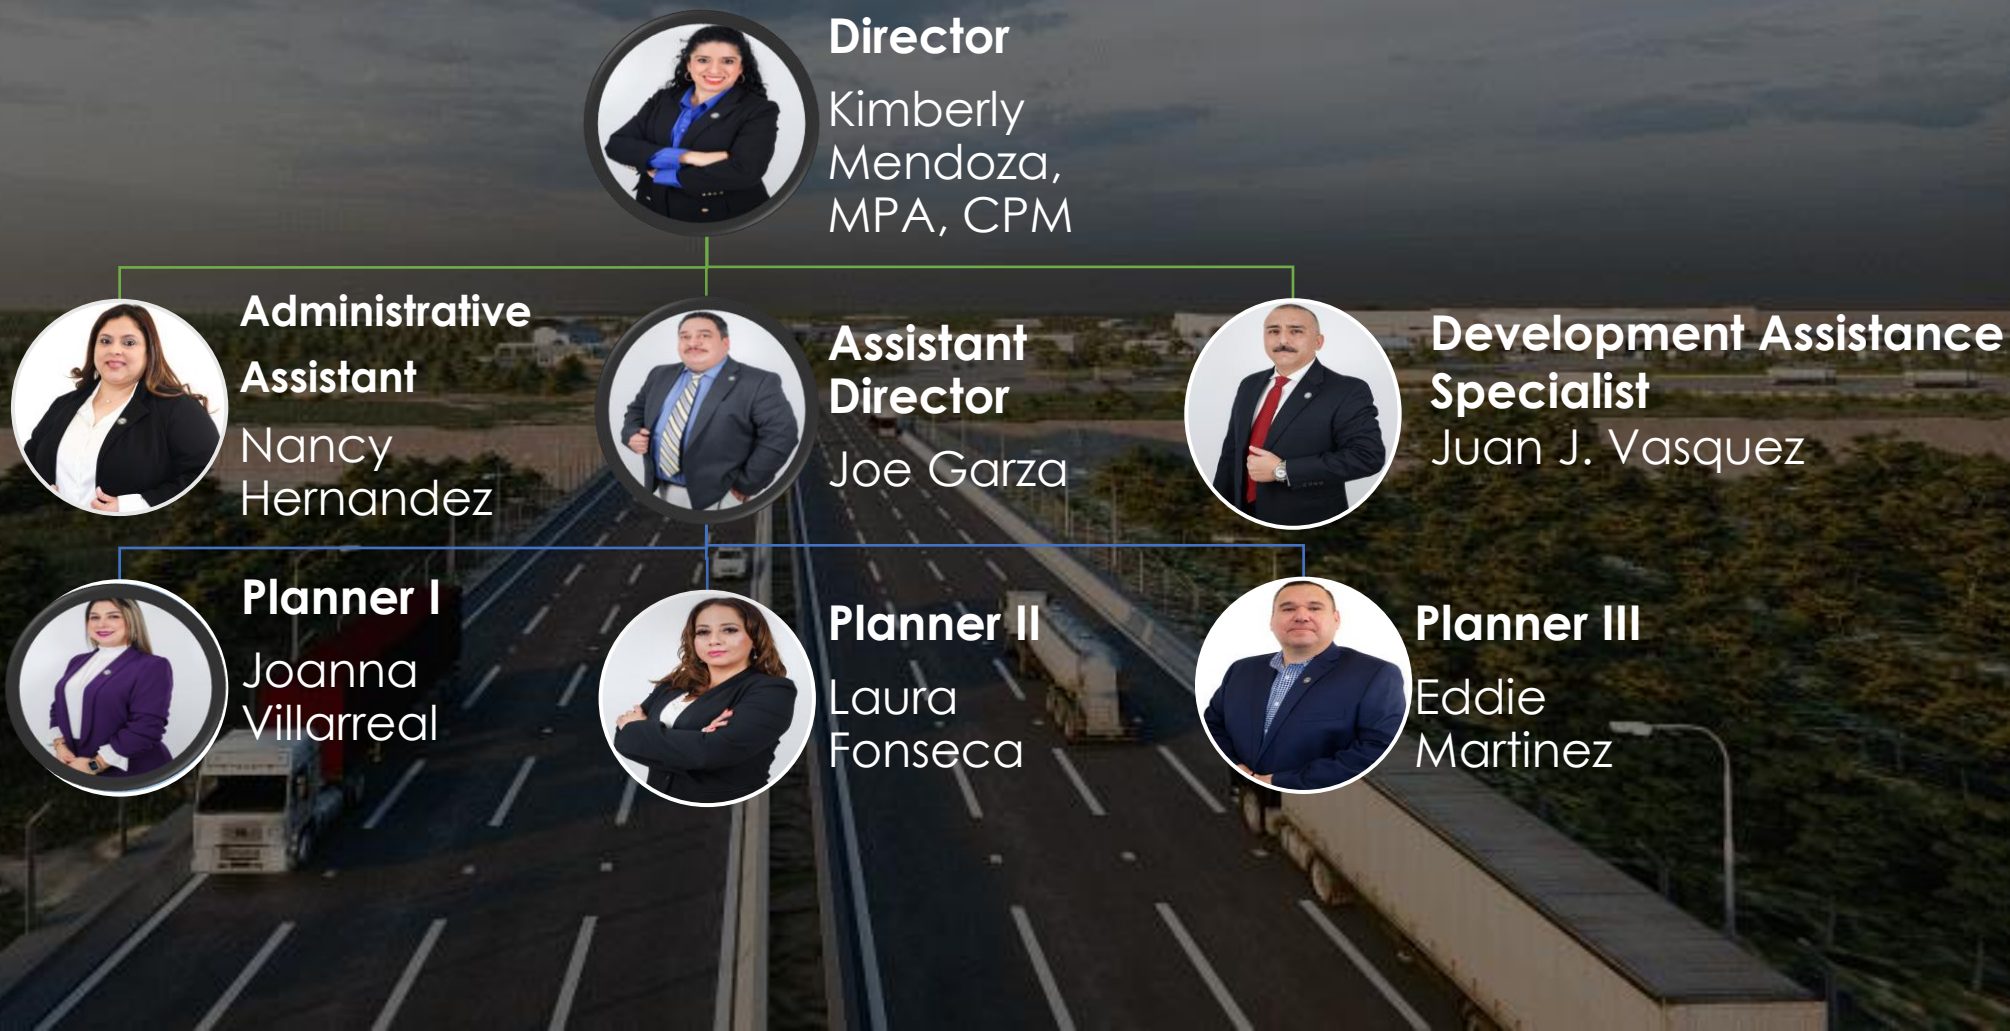 Director
Kimberly
Mendoza,
MPA, CPM
Administrative
Assistant
Nancy
Hernandez
Assistant
Director
Joe Garza
Development Assistance
Specialist
Juan J. Vasquez
Planner I
Joanna
Villarreal
Planner II
Laura
Fonseca
Planner III
Eddie
Martinez